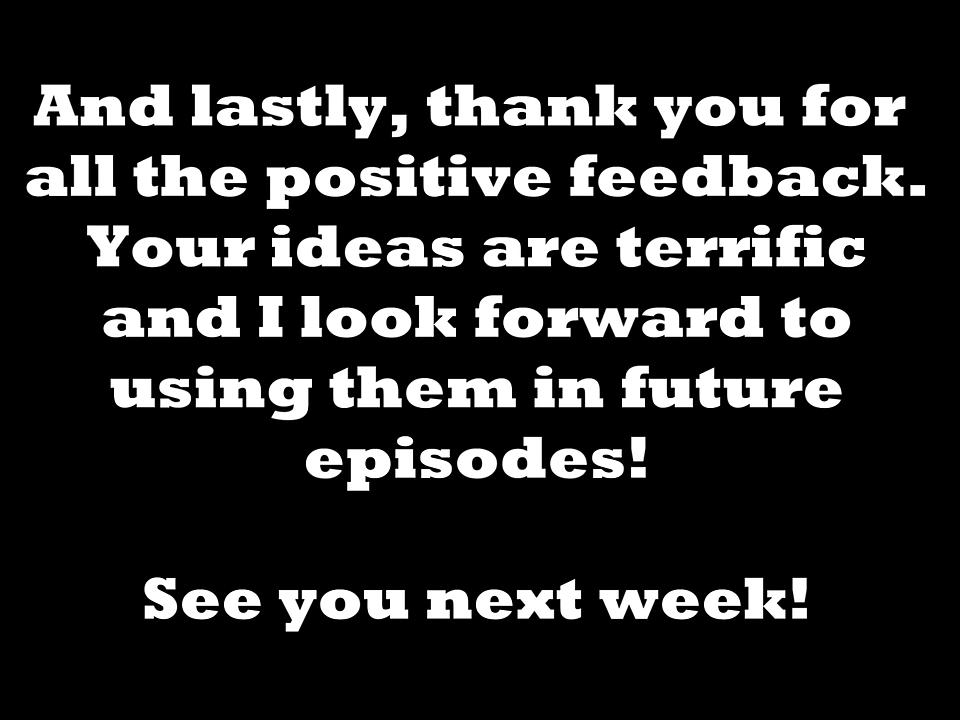 And lastly, thank you for
all the positive feedback.
Your ideas are terrific
and I look forward to
using them in future
episodes!
See you next week!